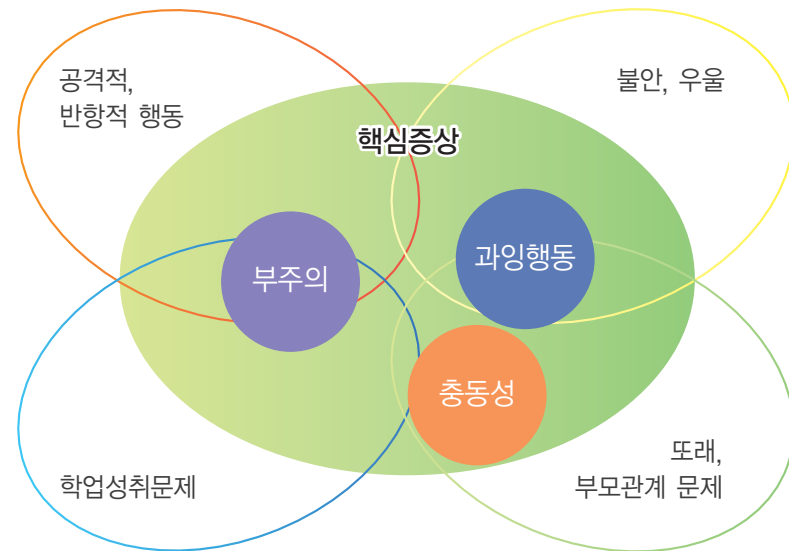 공격적,
반항적 행동
불안, 우울
핵심증상
부주의
과잉행동
충동성
학업성취문제
또래,
부모관계 문제